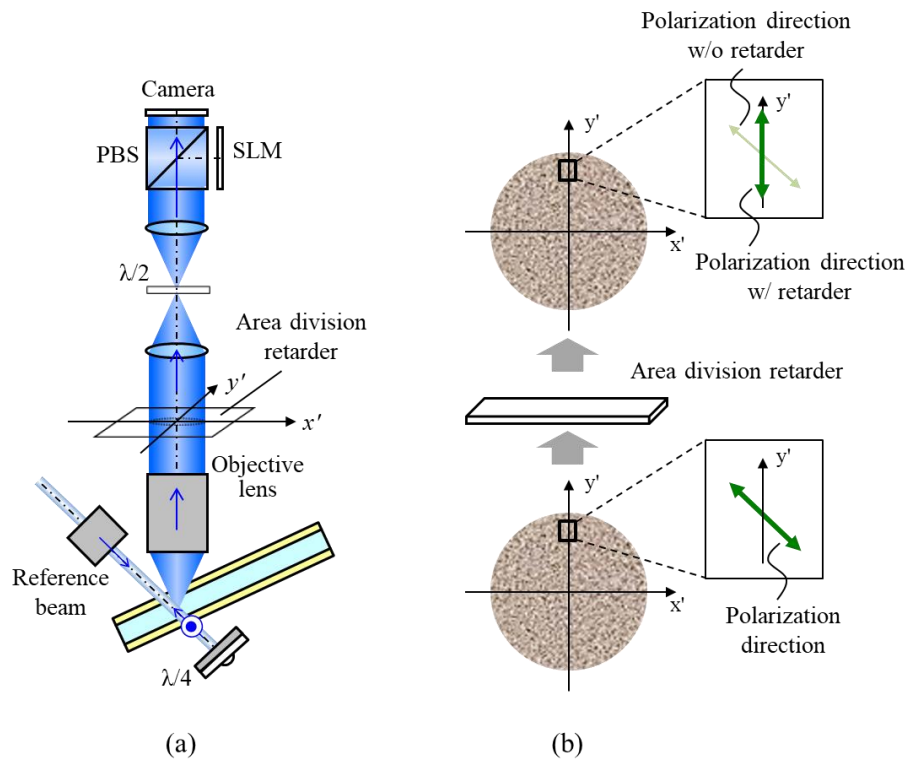 Camera
PBS
SLM
λ/2
Area division
retarder
y'
x'
Objective
lens
Reference
beam
λ/4
(a)
Polarization direction
w/o retarder
y'
y'
x'
Polarization direction
w/ retarder
Area division retarder
y'
y'
x'
Polarization
direction
(b)